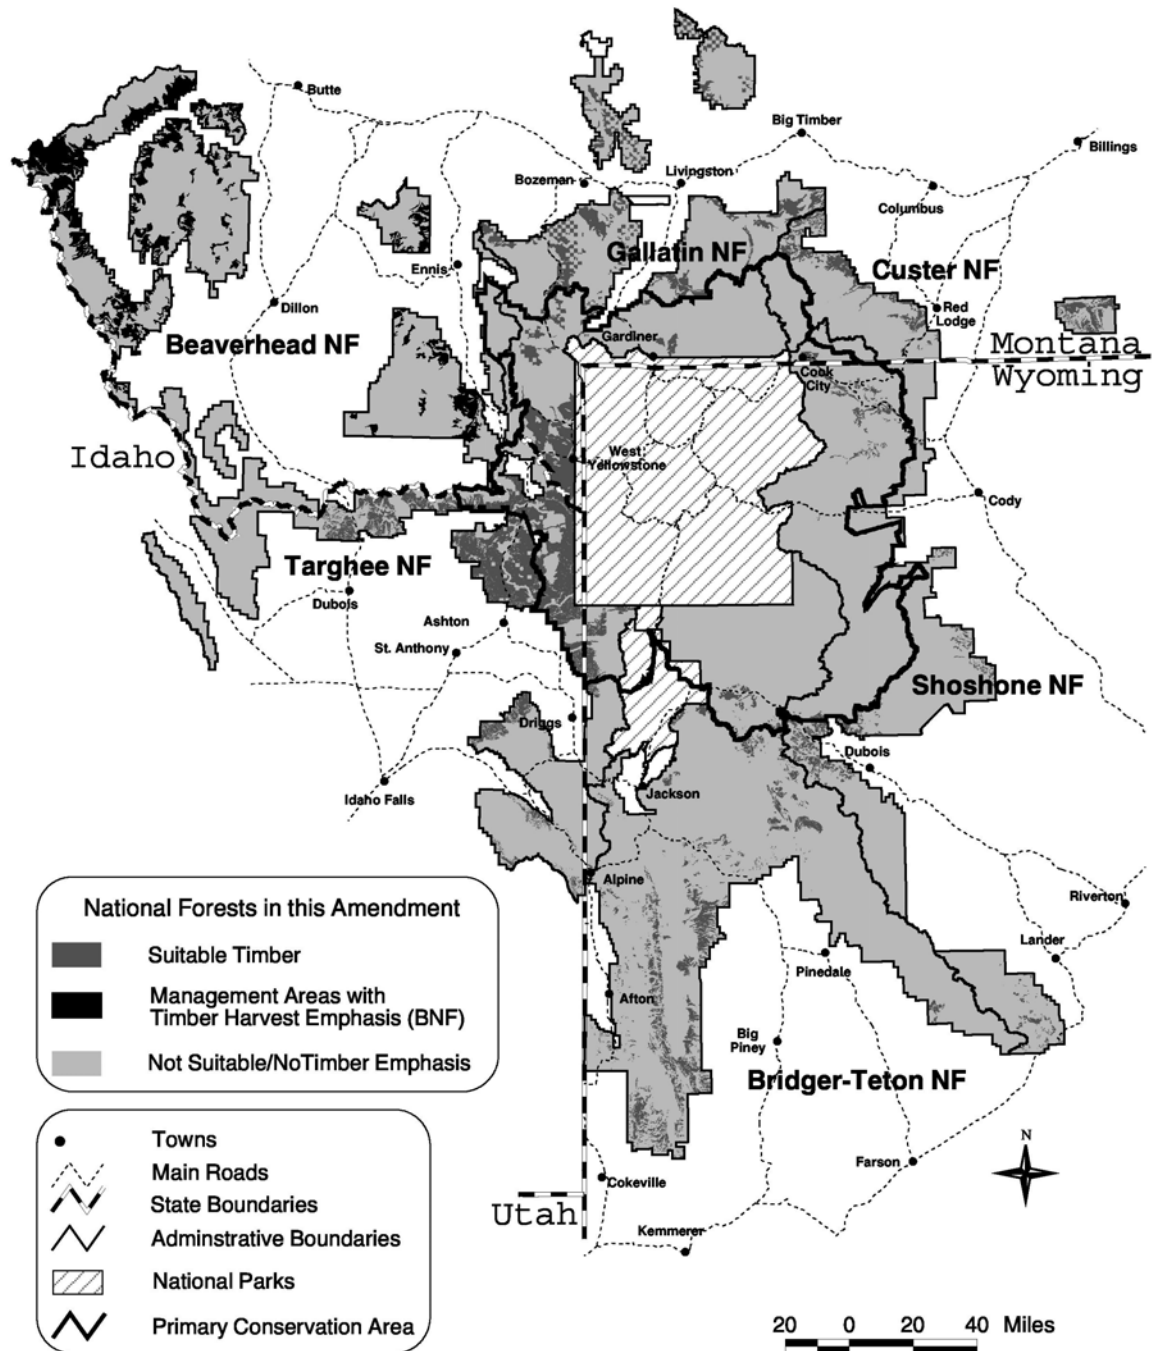 Butte
Big Timber
Billings
Bozeman
Livingston
Columbus
Gallatin NF
Custer NF
Ennis
Dillon
Red
Lodge
Beaverhead NF
Gardiner
Montana
Cook
City
Wyoming
Idaho
West
Yellowstone
Cody
Targhee NF
Dubois
Ashton
St. Anthony
Shoshone NF
Driggs
Dubois
Idaho Falls
Jackson
Alpine
Riverton
Lander
Pinedale
Afton
Big
Piney
Bridger-Teton NF
Farson
Cokeville
Utah
Kemmerer
N
National Forests in this Amendment
Suitable Timber
Management Areas with
Timber Harvest Emphasis (BNF)
Not Suitable/NoTimber Emphasis
Towns
Main Roads
State Boundaries
Adminstrative Boundaries
National Parks
Primary Conservation Area
20 0 20 40 Miles